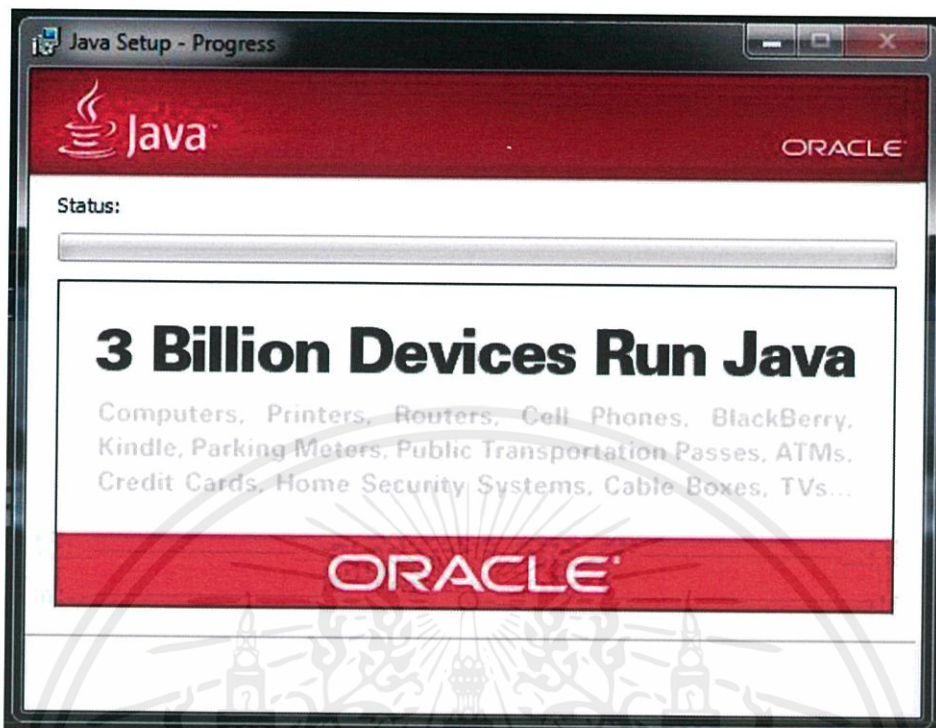 Java Setup - Progress
Java™
ORACLE
Status:
3 Billion Devices Run Java
Computers, Printers, Routers, Cell Phones, BlackBerry,
Kindle, Parking Meters, Public Transportation Passes, ATMs,
Credit Cards, Home Security Systems, Cable Boxes, TVs...
ORACLE®